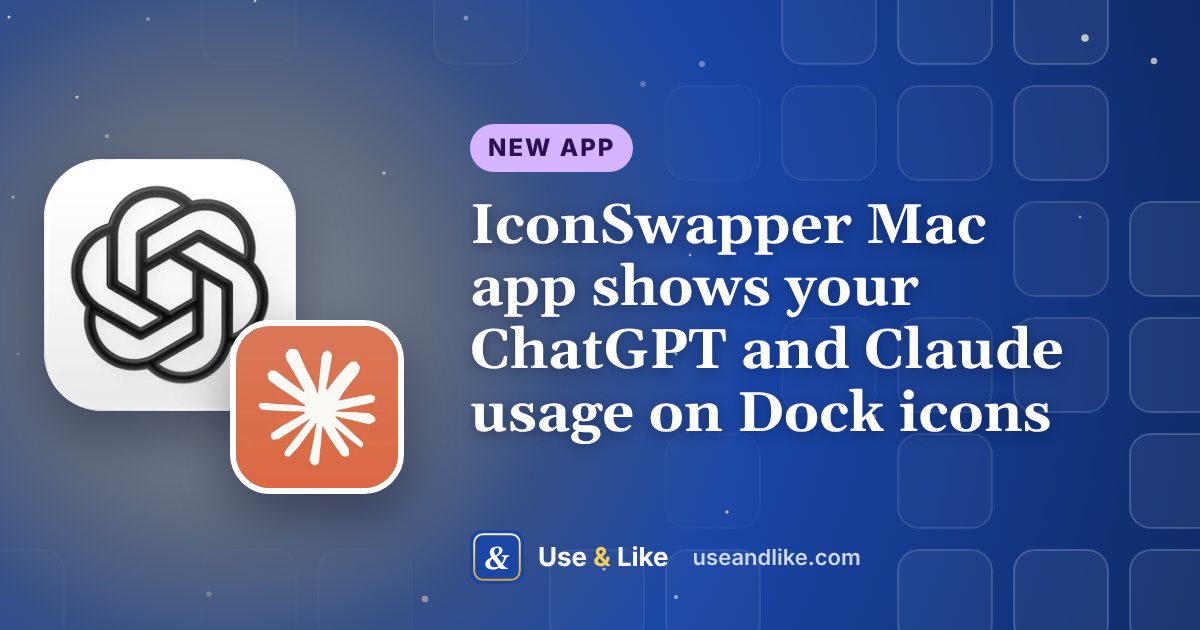 NEW APP
IconSwapper Mac
app shows your
ChatGPT and Claude
usage on Dock icons
& Use & Like useandlike.com